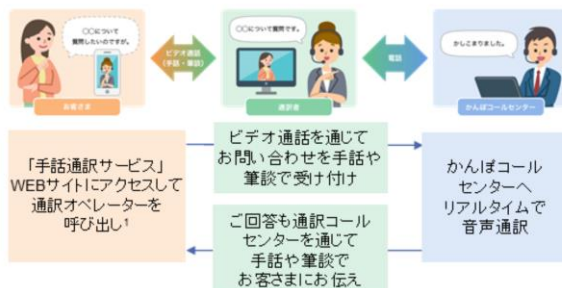 〇〇について
質問したいのですが。
ビデオ通話
(手話・筆談)
〇〇について質問です。
電話
かしこまりました。
お客さま
通訳者
かんぽコールセンター
「手話通訳サービス」
WEBサイトにアクセスして
通訳オペレーターを
呼び出し1
ビデオ通話を通じて
お問い合わせを手話や
筆談で受け付け
ご回答も通訳コール
センターを通じて
手話や筆談で
お客さまにお伝え
かんぽコール
センターへ
リアルタイムで
音声通訳